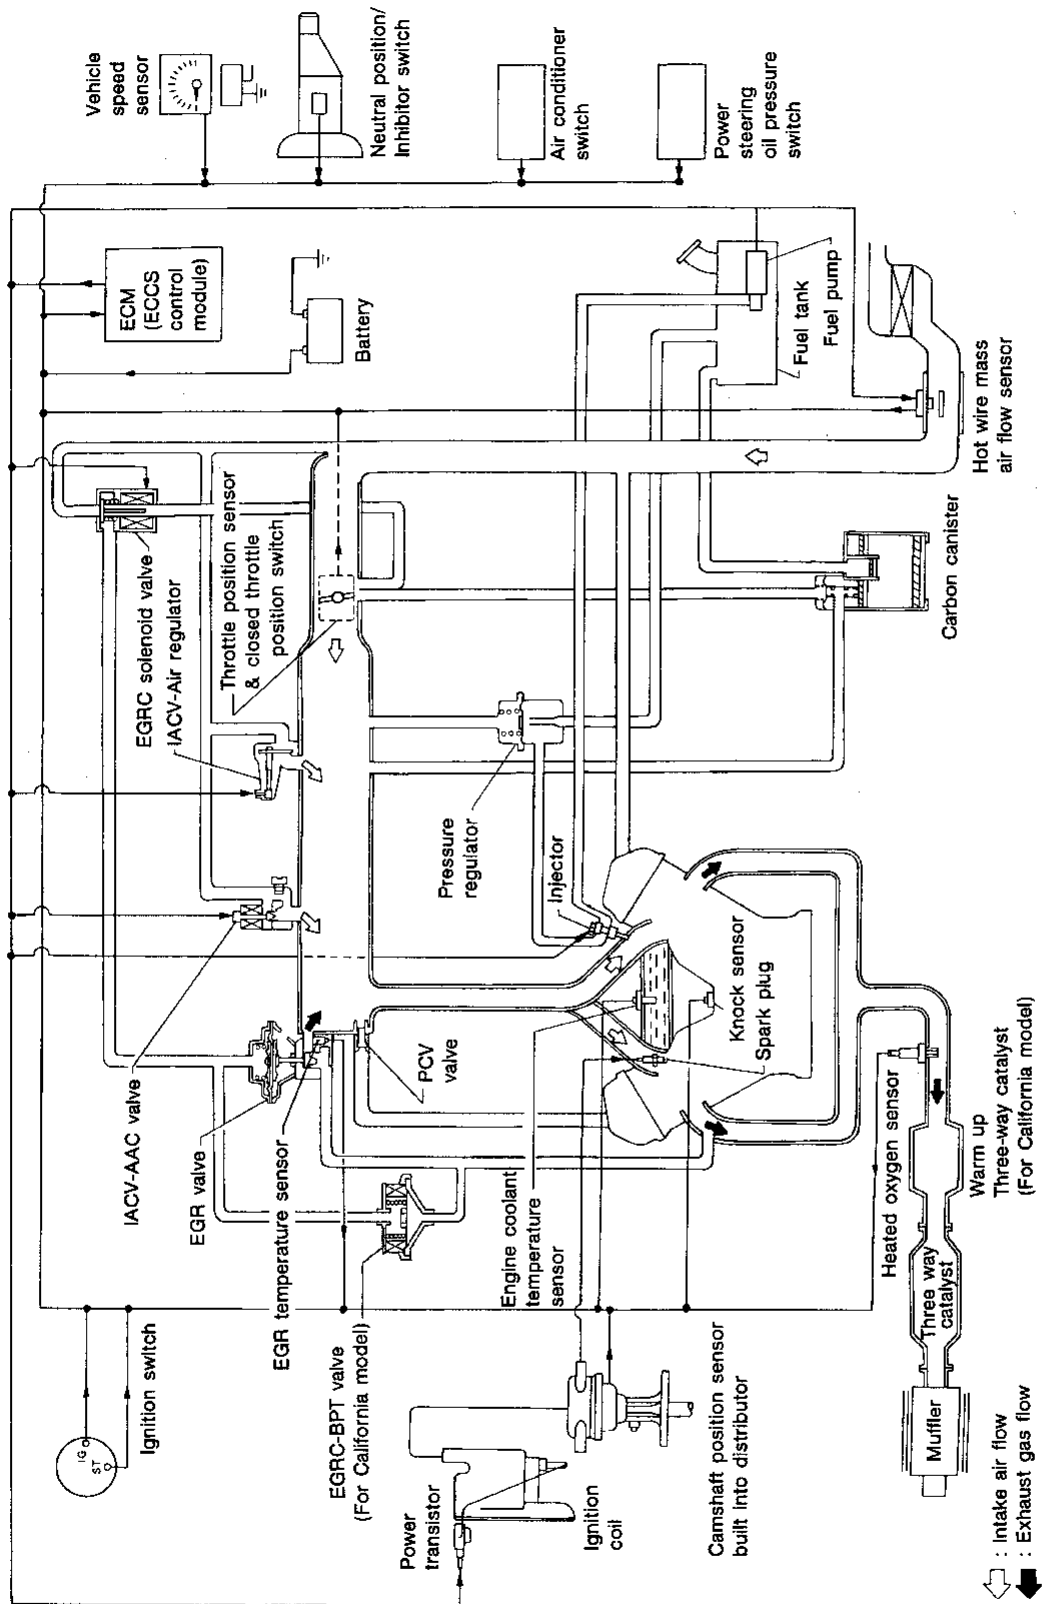 Ignition switch
IG
ST
Power
transistor
Ignition
coil
Camshaft position sensor
built into distributor
EGRC-BPT valve
(For California model)
EGR temperature sensor
EGR valve
IACV-AAC valve
PCV
valve
Engine coolant
temperature
sensor
Knock sensor
Spark plug
Injector
Pressure
regulator
IACV-Air regulator
EGRC solenoid valve
Throttle position sensor
& closed throttle
position switch
Battery
ECM
(ECCS
control
module)
Vehicle
speed
sensor
Neutral position/
Inhibitor switch
Air conditioner
switch
Power
steering
oil pressure
switch
Fuel pump
Fuel tank
Hot wire mass
air flow sensor
Carbon canister
Heated oxygen sensor
Warm up
Three-way catalyst
(For California model)
Three way
catalyst
Muffler
: Intake air flow
: Exhaust gas flow